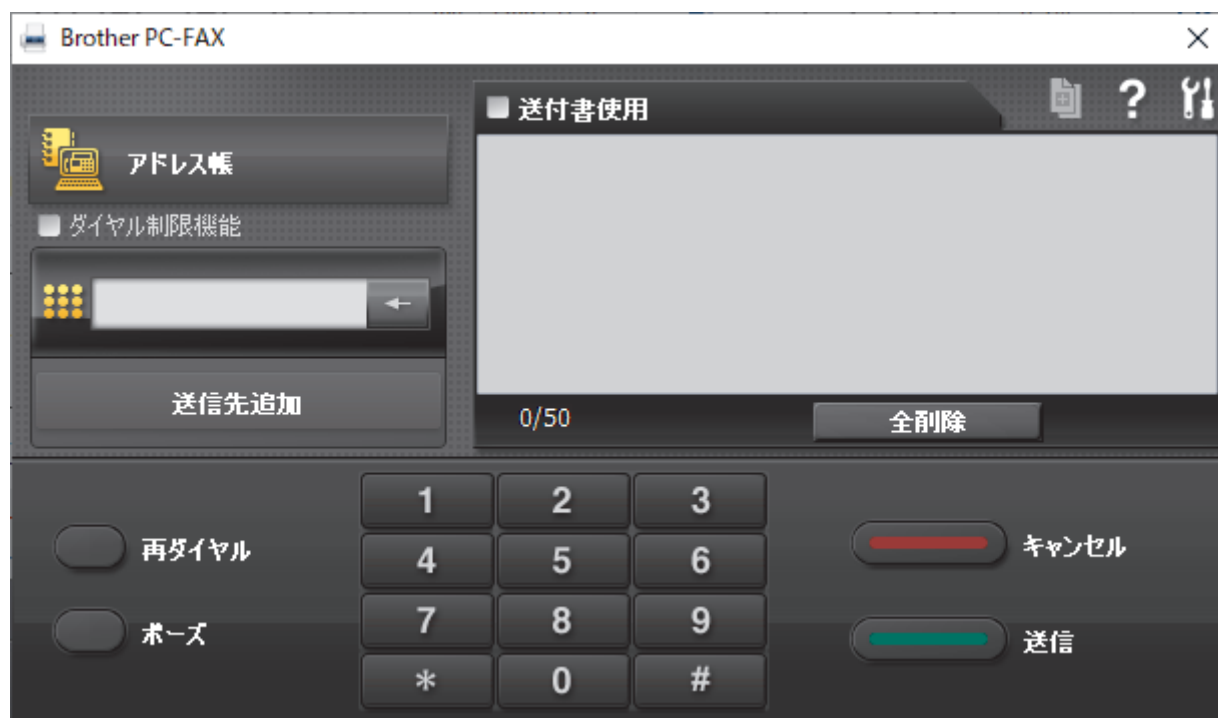 Brother PC-FAX
送付書使用
?
アドレス帳
ダイヤル制限機能
送信先追加
0/50
全削除
1 2 3
再ダイヤル
キャンセル
4 5 6
7 8 9
ポーズ
送信
* 0 #